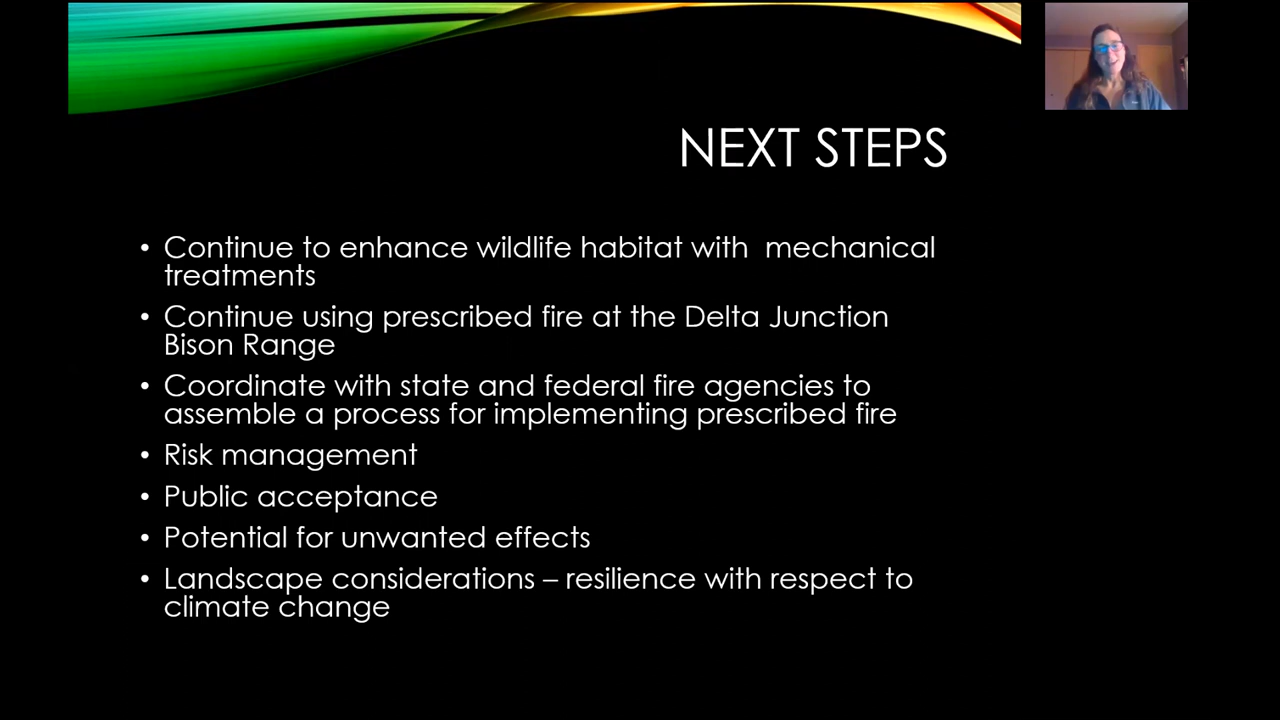 NEXT STEPS
• Continue to enhance wildlife habitat with  mechanical
treatments
• Continue using prescribed fire at the Delta Junction
Bison Range
• Coordinate with state and federal fire agencies to
assemble a process for implementing prescribed fire
• Risk management
• Public acceptance
• Potential for unwanted effects
• Landscape considerations – resilience with respect to
climate change